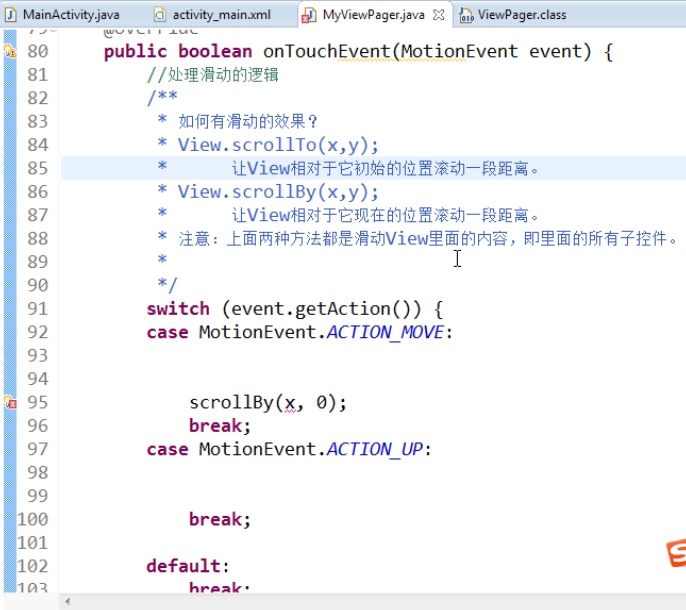 MainActivity.java activity_main.xml MyViewPager.java ViewPager.class
79 @Override
80 public boolean onTouchEvent(MotionEvent event) {
81 //处理滑动的逻辑
82 /**
83 * 如何有滑动的效果？
84 * View.scrollTo(x,y);
85 * 让View相对于它初始的位置滚动一段距离。
86 * View.scrollBy(x,y);
87 * 让View相对于它现在的位置滚动一段距离。
88 * 注意：上面两种方法都是滑动View里面的内容，即里面的所有子控件。
89 *
90 */
91 switch (event.getAction()) {
92 case MotionEvent.ACTION_MOVE:
93
94
95 scrollBy(x, 0);
96 break;
97 case MotionEvent.ACTION_UP:
98
99
100 break;
101
102 default:
103 break;